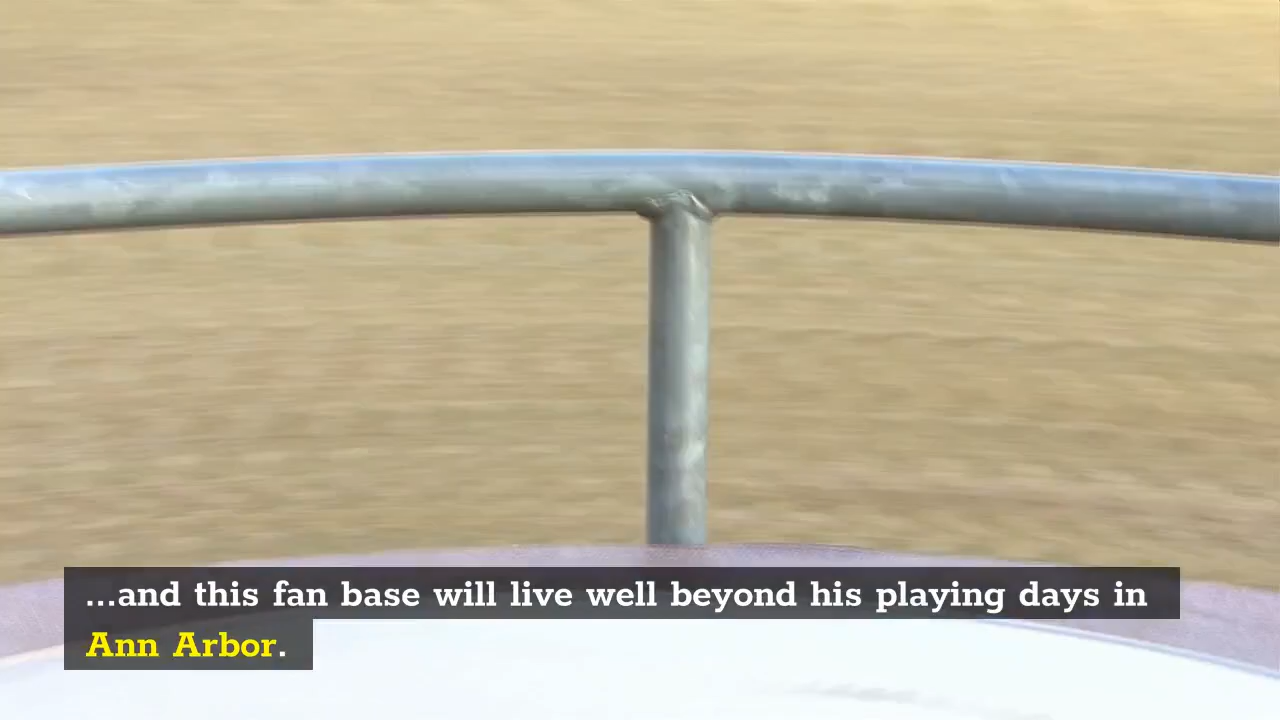 ...and this fan base will live well beyond his playing days in
Ann Arbor.